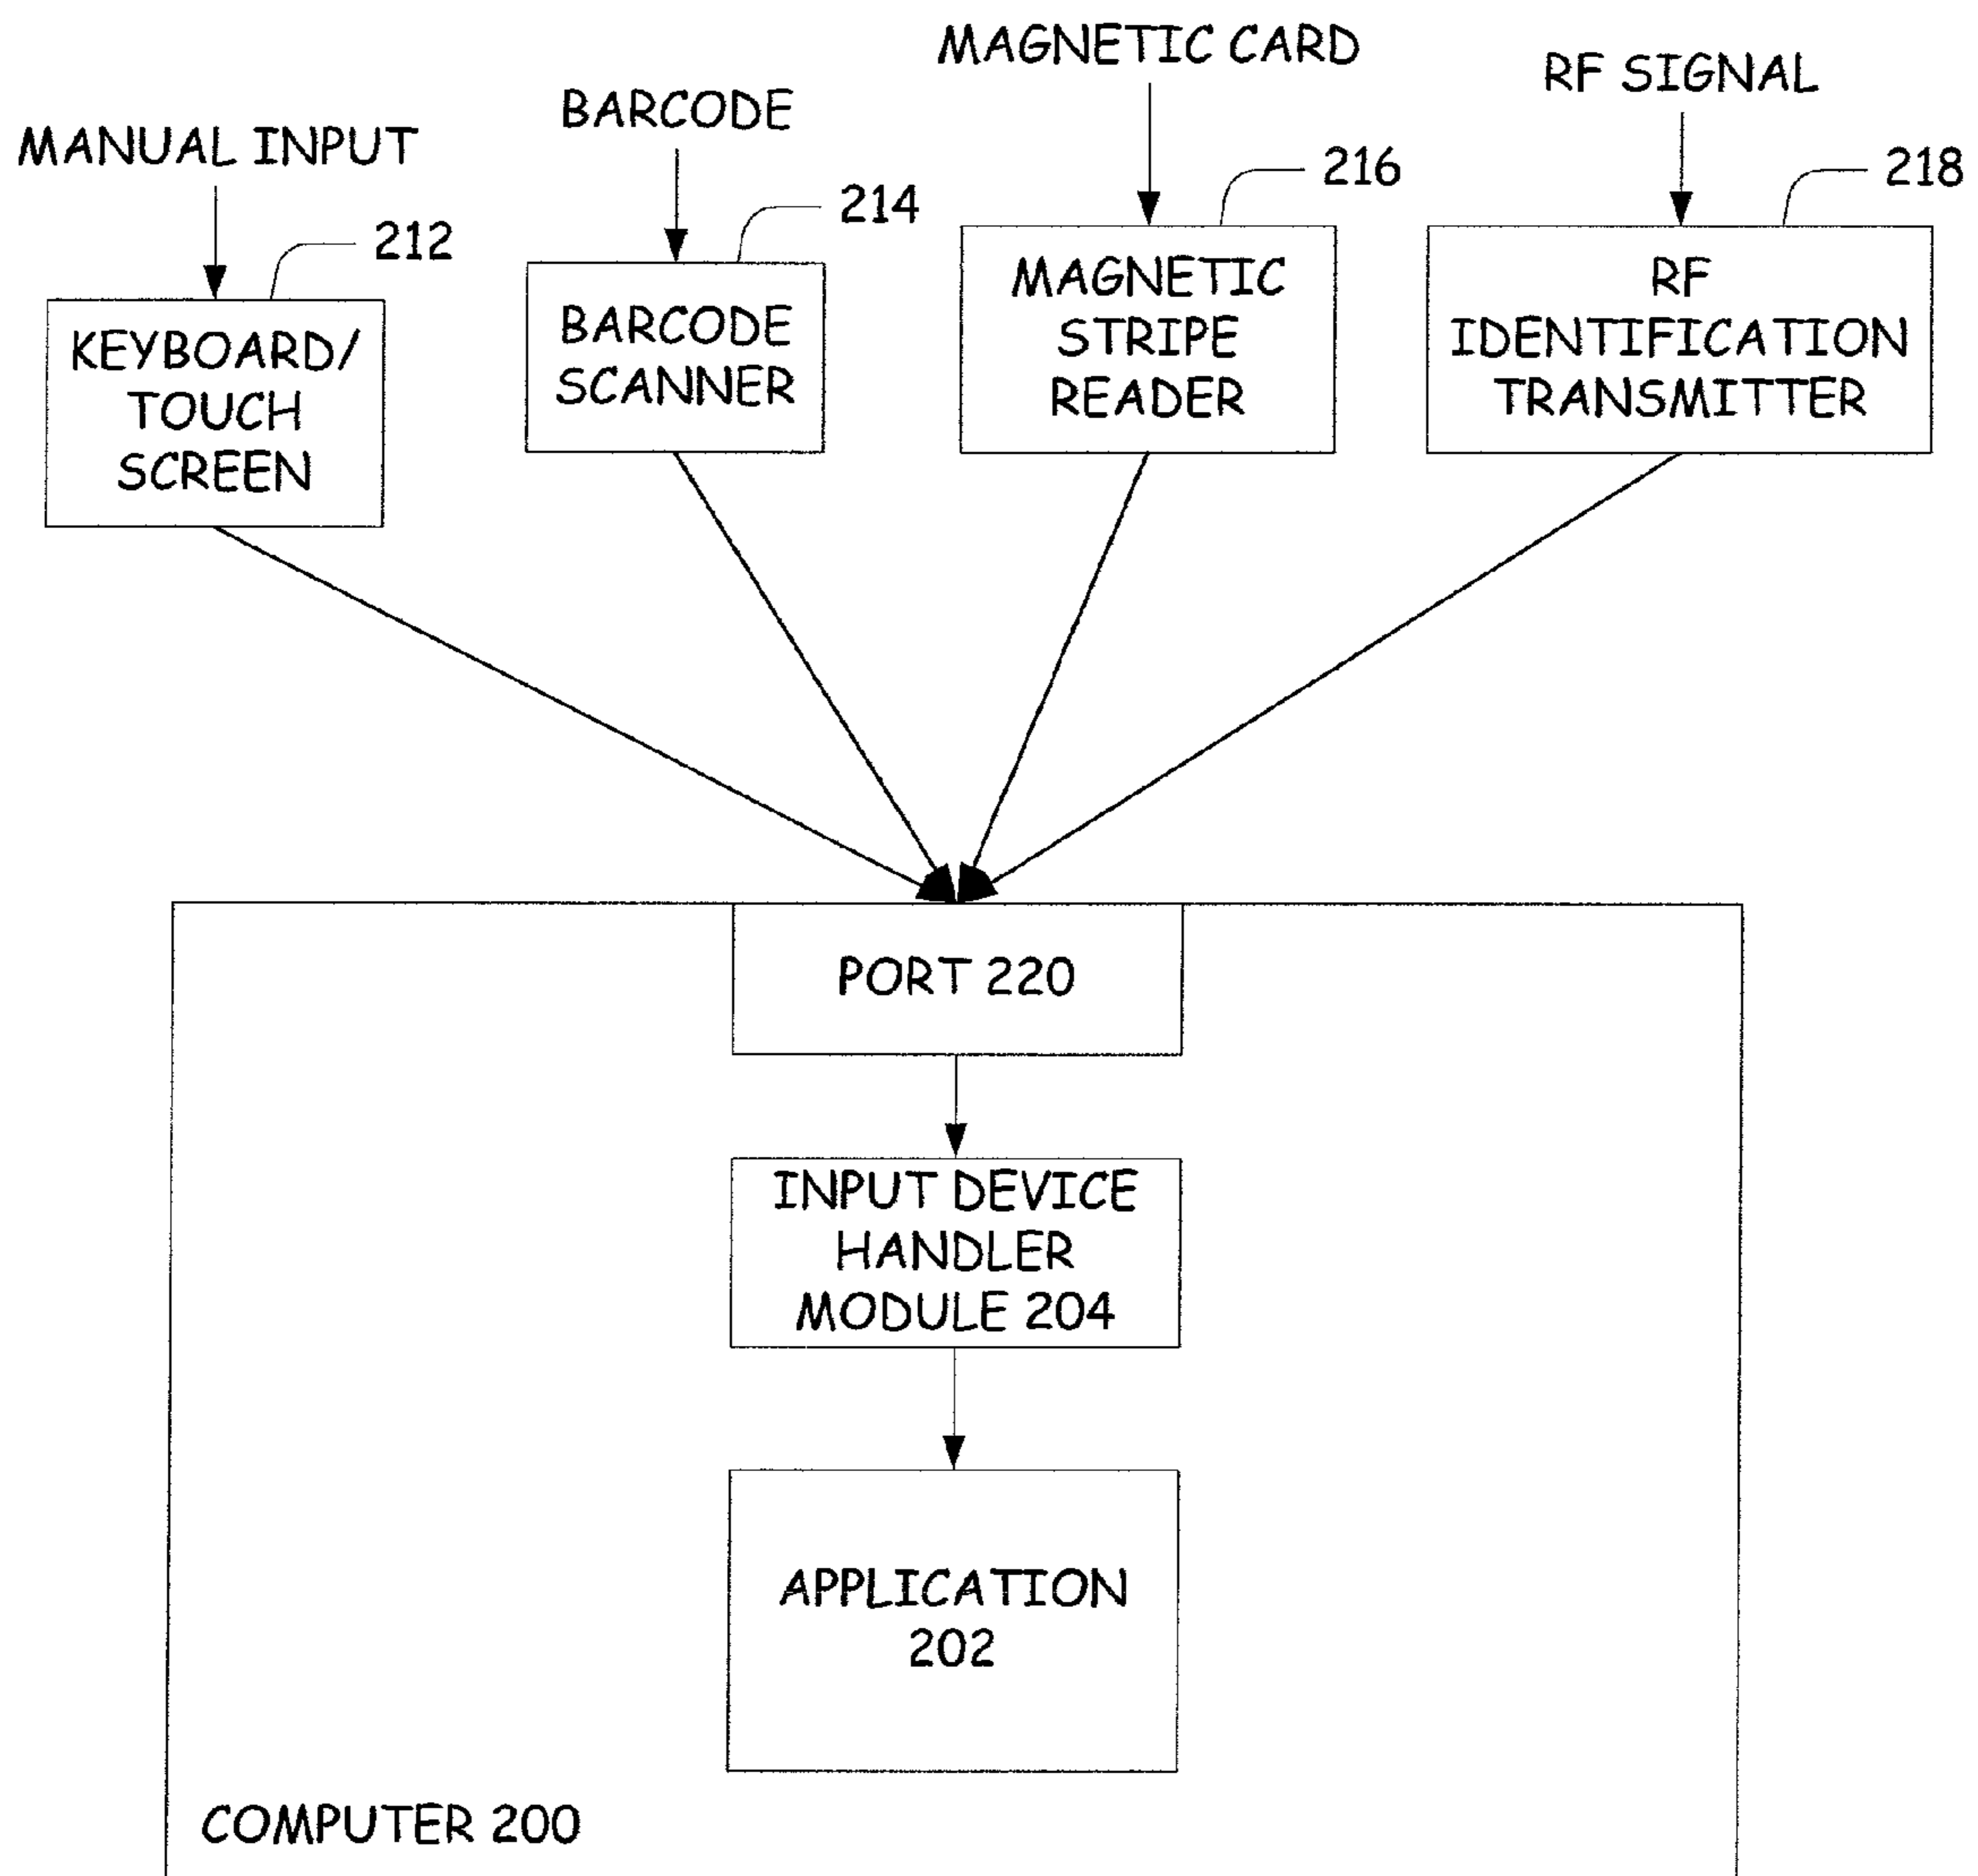 MAGNETIC CARD
RF SIGNAL
BARCODE
MANUAL INPUT
216
218
214
212
MAGNETIC
STRIPE
READER
RF
IDENTIFICATION
TRANSMITTER
BARCODE
SCANNER
KEYBOARD/
TOUCH
SCREEN
PORT 220
INPUT DEVICE
HANDLER
MODULE 204
APPLICATION
202
COMPUTER 200